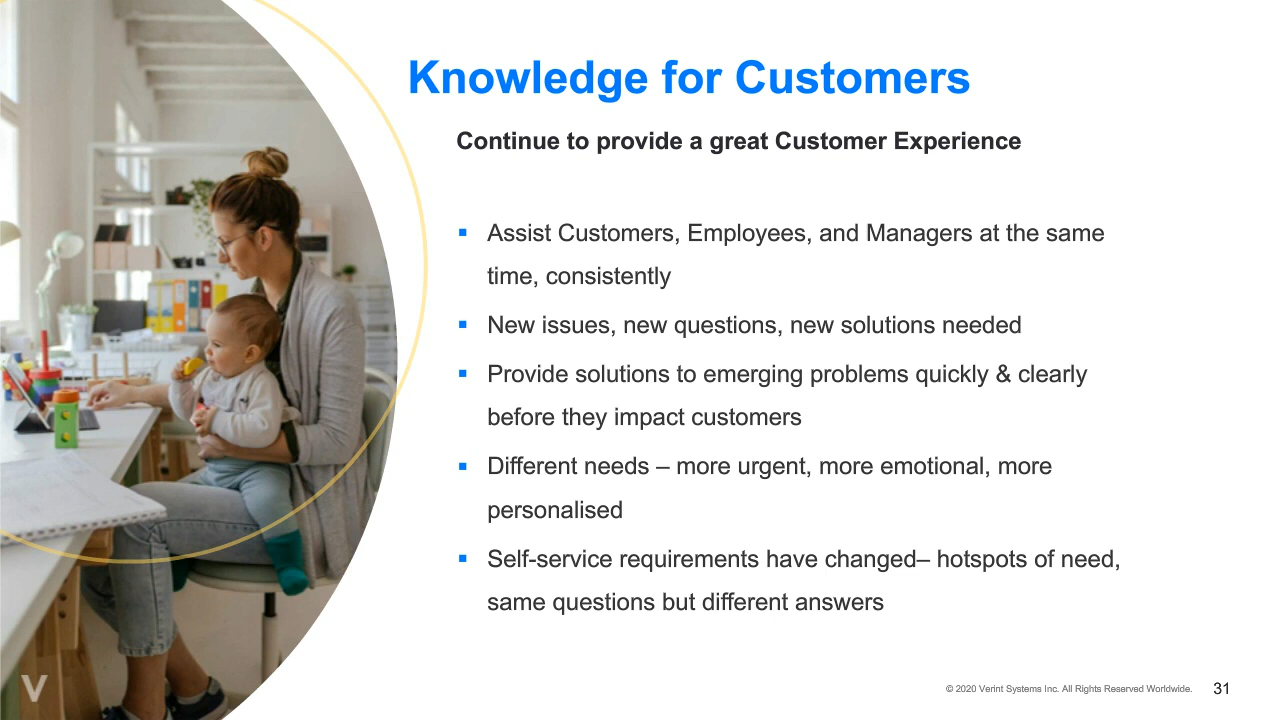 Knowledge for Customers
Continue to provide a great Customer Experience
▪ Assist Customers, Employees, and Managers at the same
time, consistently
▪ New issues, new questions, new solutions needed
▪ Provide solutions to emerging problems quickly & clearly
before they impact customers
▪ Different needs – more urgent, more emotional, more
personalised
▪ Self-service requirements have changed– hotspots of need,
same questions but different answers
V
© 2020 Verint Systems Inc. All Rights Reserved Worldwide.
31